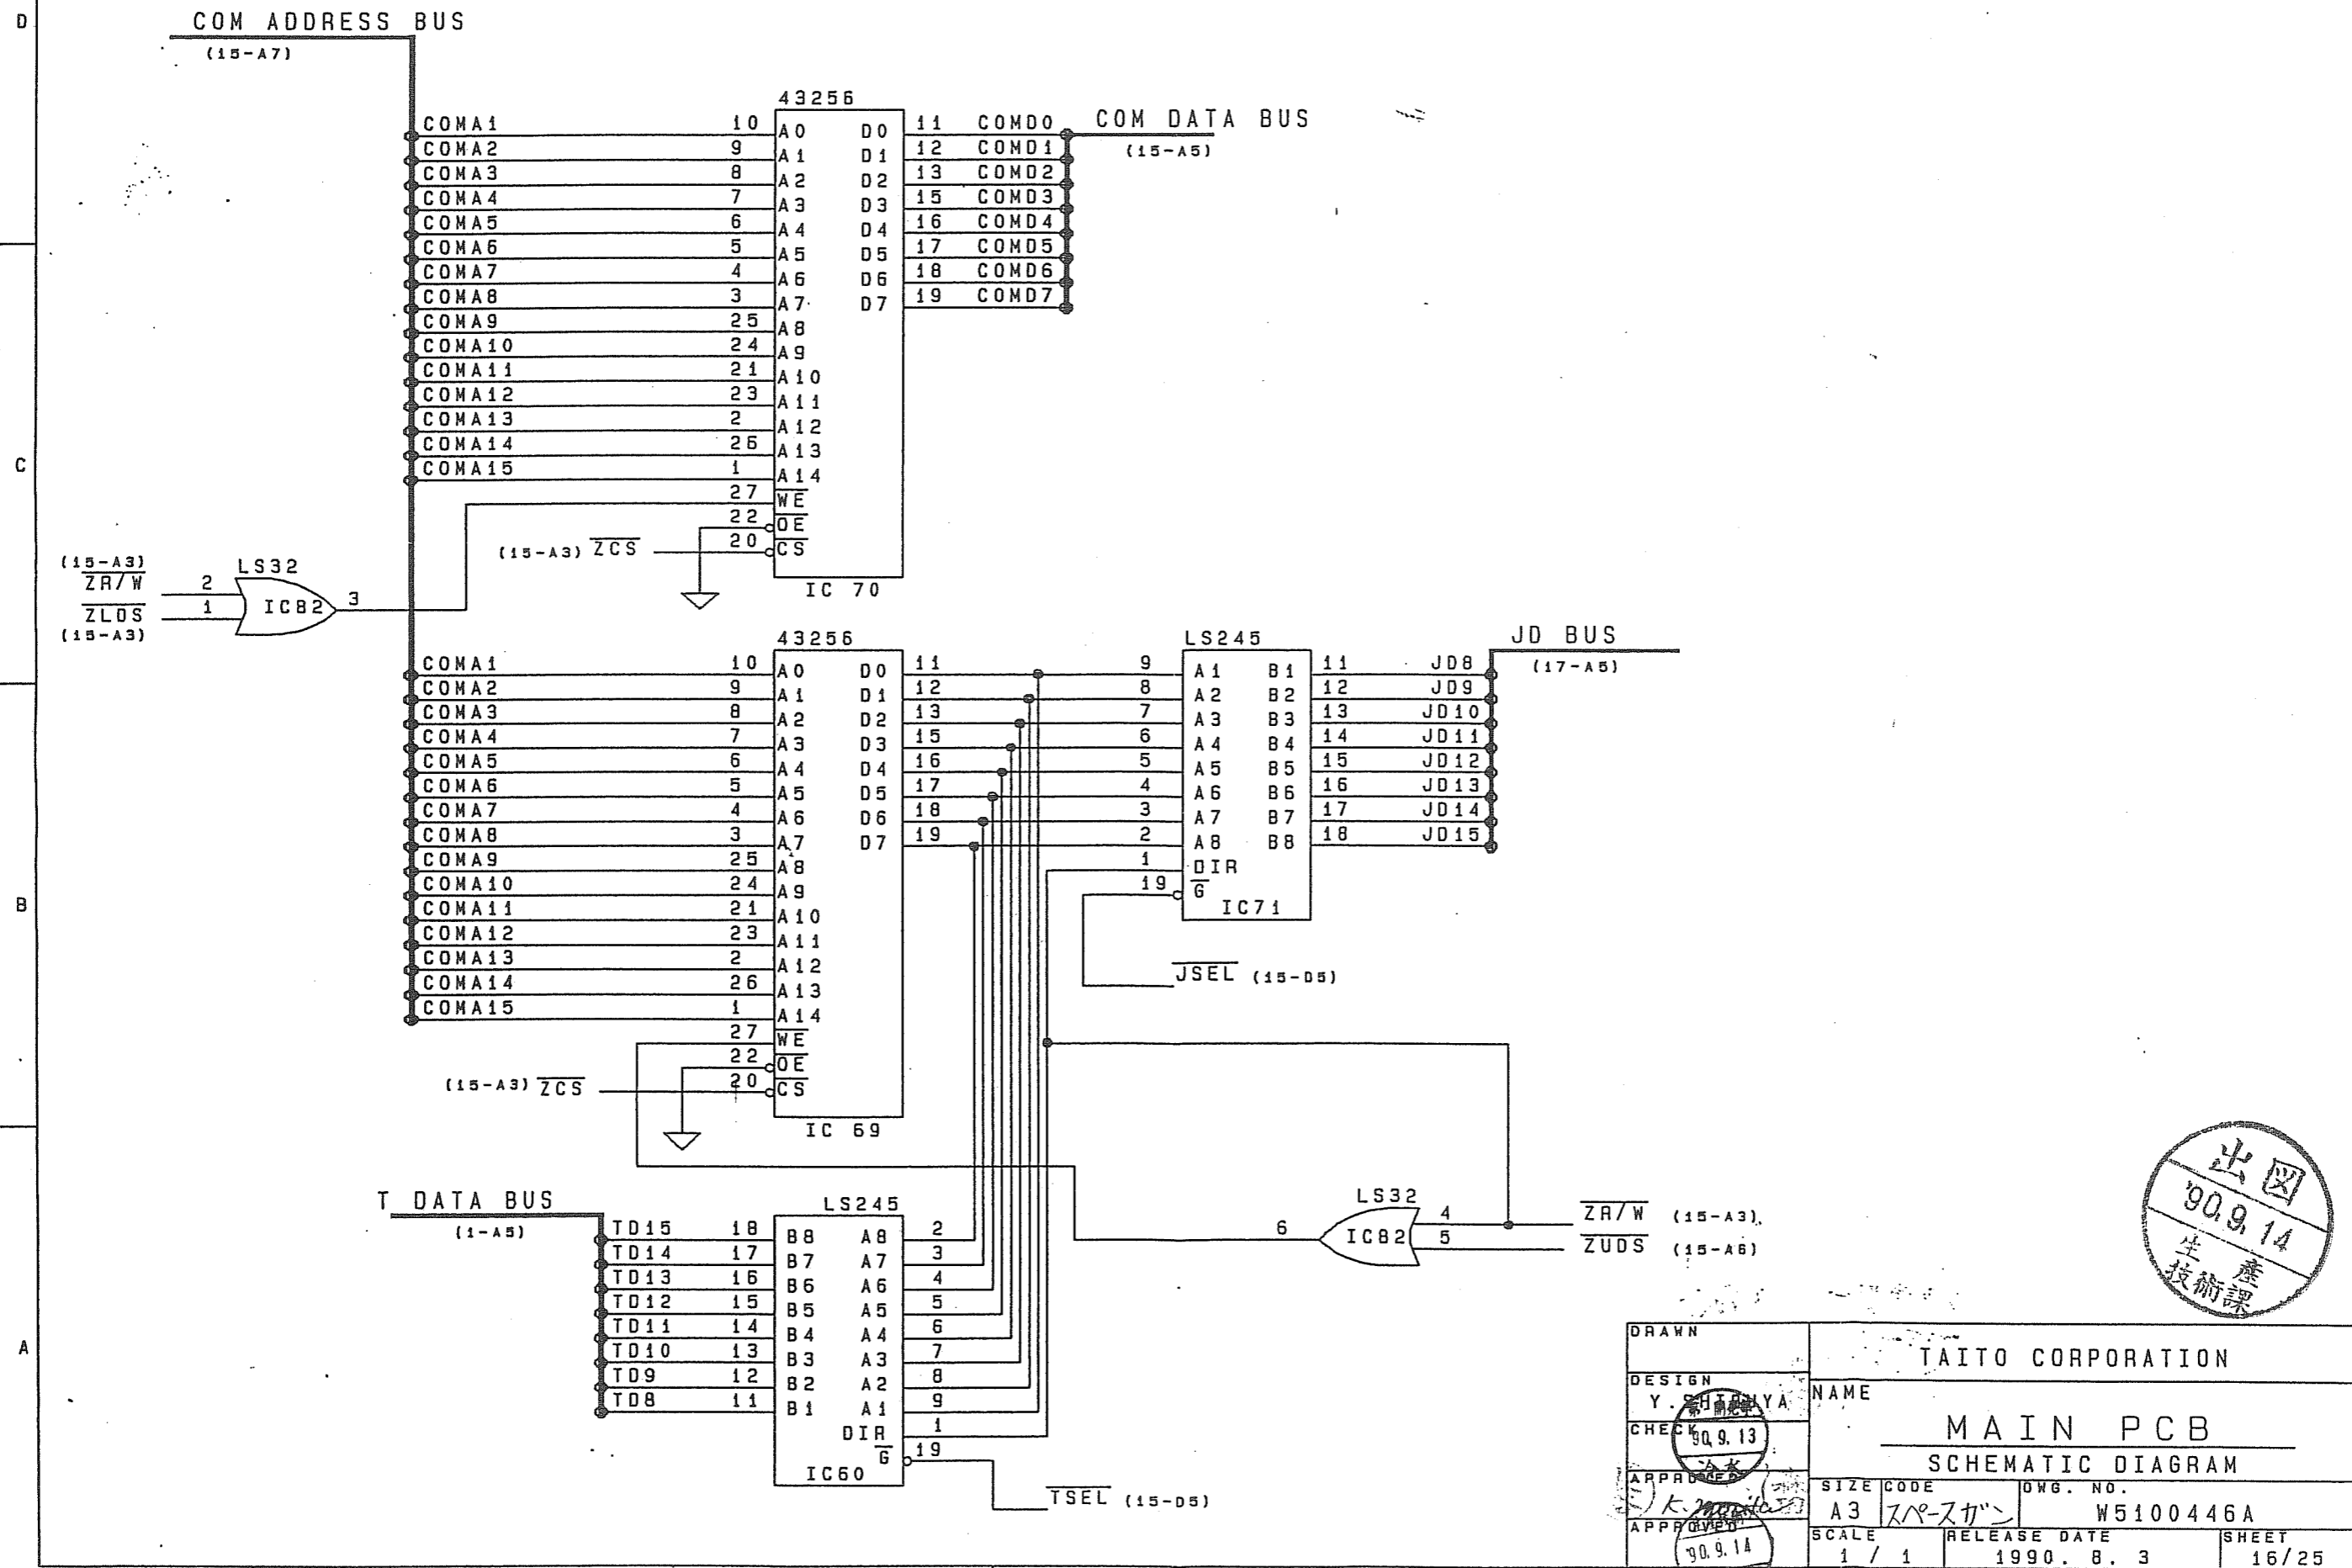 D
COM ADDRESS BUS
(15-A7)
43256
COMA1 10 A0 D0 11 COMD0 COM DATA BUS
COMA2 9 A1 D1 12 COMD1 (15-A5)
COMA3 8 A2 D2 13 COMD2
COMA4 7 A3 D3 15 COMD3
COMA5 6 A4 D4 16 COMD4
COMA6 5 A5 D5 17 COMD5
COMA7 4 A6 D6 18 COMD6
COMA8 3 A7 D7 19 COMD7
COMA9 25 A8
COMA10 24 A9
COMA11 21 A10
COMA12 23 A11
COMA13 2 A12
COMA14 26 A13
C
COMA15 1 A14
27 WE
22 OE
(15-A3) ZCS 20 CS
IC 70
(15-A3)
ZR/W 2 LS32
ZLDS 1 IC82 3
(15-A3)
43256 LS245 JD BUS
(17-A5)
COMA1 10 A0 D0 11 9 A1 B1 11 JD8
COMA2 9 A1 D1 12 8 A2 B2 12 JD9
COMA3 8 A2 D2 13 7 A3 B3 13 JD10
COMA4 7 A3 D3 15 6 A4 B4 14 JD11
COMA5 6 A4 D4 16 5 A5 B5 15 JD12
COMA6 5 A5 D5 17 4 A6 B6 16 JD13
COMA7 4 A6 D6 18 3 A7 B7 17 JD14
COMA8 3 A7 D7 19 2 A8 B8 18 JD15
COMA9 25 A8 1 DIR
COMA10 24 A9 19 G
B
COMA11 21 A10 IC71
COMA12 23 A11
COMA13 2 A12 JSEL (15-D5)
COMA14 26 A13
COMA15 1 A14
27 WE
22 OE
(15-A3) ZCS 20 CS
IC 69
T DATA BUS
(1-A5)
LS245
TD15 18 B8 A8 2
TD14 17 B7 A7 3
TD13 16 B6 A6 4
TD12 15 B5 A5 5
TD11 14 B4 A4 6
TD10 13 B3 A3 7
TD9 12 B2 A2 8
TD8 11 B1 A1 9
DIR 1
G 19
IC60
TSEL (15-D5)
LS32
6 IC82 4 ZR/W (15-A3)
5 ZUDS (15-A6)
A
出図
'90.9.14
生産
技術課
DRAWN
TAITO CORPORATION
DESIGN
CHECK
90.9.13
APPROVED
APPROVED
'90.9.14
NAME
MAIN PCB
SCHEMATIC DIAGRAM
SIZE
A3
CODE
スペースガン
DWG. NO.
W5100446A
SCALE
1 / 1
RELEASE DATE
1990. 8. 3
SHEET
16/25